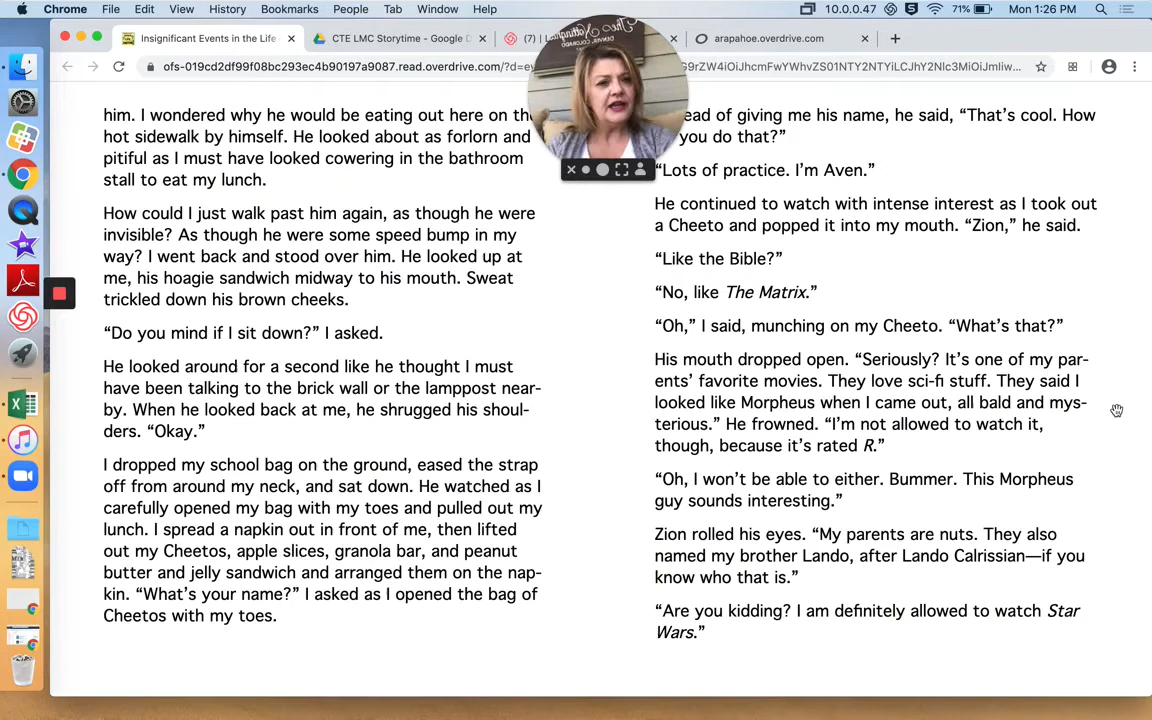 Chrome File Edit View History Bookmarks People Tab Window Help
10.0.0.47 71% Mon 1:26 PM
Insignificant Events in the Life
CTE LMC Storytime - Google D
(7) | L
arapahoe.overdrive.com
The Nottingham
DENVER, COLORADO
him. I wondered why he would be eating out here on the
hot sidewalk by himself. He looked about as forlorn and
pitiful as I must have looked cowering in the bathroom
stall to eat my lunch.
How could I just walk past him again, as though he were
invisible? As though he were some speed bump in my
way? I went back and stood over him. He looked up at
me, his hoagie sandwich midway to his mouth. Sweat
trickled down his brown cheeks.
“Do you mind if I sit down?” I asked.
He looked around for a second like he thought I must
have been talking to the brick wall or the lamppost near-
by. When he looked back at me, he shrugged his shoul-
ders. “Okay.”
I dropped my school bag on the ground, eased the strap
off from around my neck, and sat down. He watched as I
carefully opened my bag with my toes and pulled out my
lunch. I spread a napkin out in front of me, then lifted
out my Cheetos, apple slices, granola bar, and peanut
butter and jelly sandwich and arranged them on the nap-
kin. “What’s your name?” I asked as I opened the bag of
Cheetos with my toes.
ead of giving me his name, he said, “That’s cool. How
you do that?”
“Lots of practice. I’m Aven.”
He continued to watch with intense interest as I took out
a Cheeto and popped it into my mouth. “Zion,” he said.
“Like the Bible?”
“No, like The Matrix.”
“Oh,” I said, munching on my Cheeto. “What’s that?”
His mouth dropped open. “Seriously? It’s one of my par-
ents’ favorite movies. They love sci-fi stuff. They said I
looked like Morpheus when I came out, all bald and mys-
terious.” He frowned. “I’m not allowed to watch it,
though, because it’s rated R.”
“Oh, I won’t be able to either. Bummer. This Morpheus
guy sounds interesting.”
Zion rolled his eyes. “My parents are nuts. They also
named my brother Lando, after Lando Calrissian—if you
know who that is.”
“Are you kidding? I am definitely allowed to watch Star
Wars.”